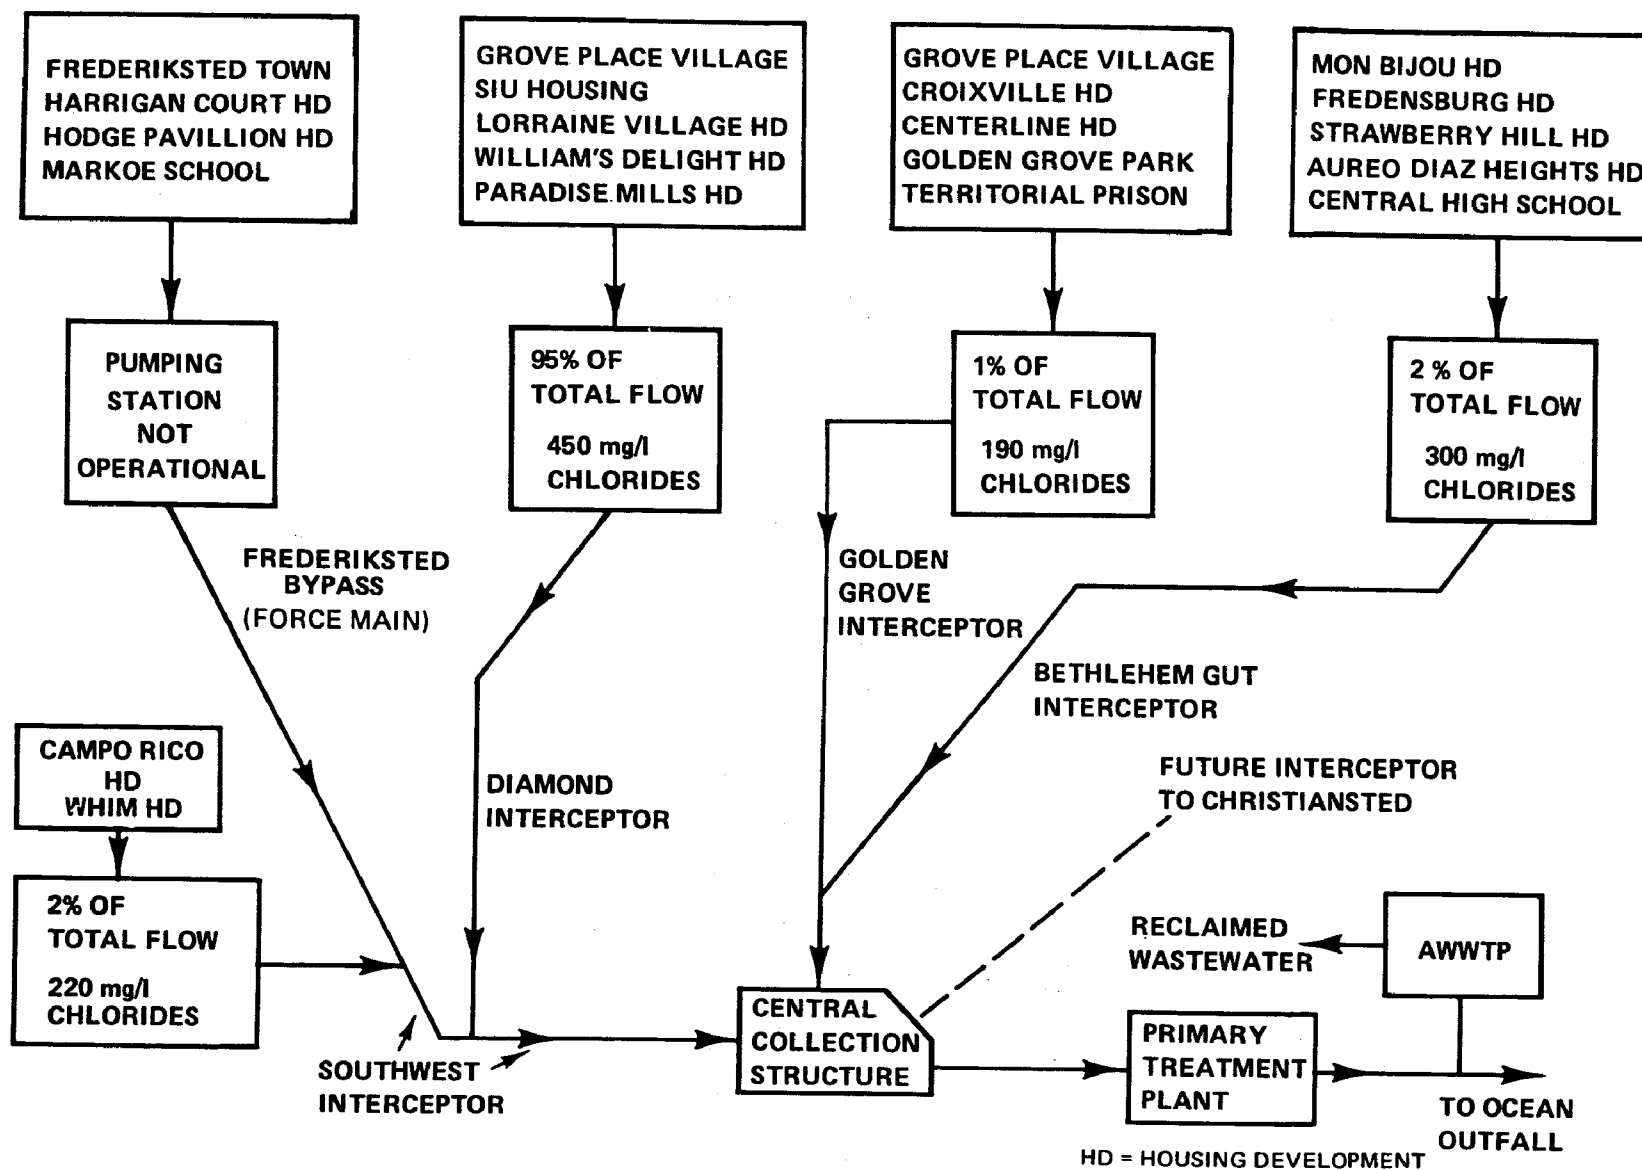 FREDERIKSTED TOWN
HARRIGAN COURT HD
HODGE PAVILLION HD
MARKOE SCHOOL
GROVE PLACE VILLAGE
SIU HOUSING
LORRAINE VILLAGE HD
WILLIAM'S DELIGHT HD
PARADISE MILLS HD
GROVE PLACE VILLAGE
CROIXVILLE HD
CENTERLINE HD
GOLDEN GROVE PARK
TERRITORIAL PRISON
MON BIJOU HD
FREDENSBURG HD
STRAWBERRY HILL HD
AUREO DIAZ HEIGHTS HD
CENTRAL HIGH SCHOOL
PUMPING
STATION
NOT
OPERATIONAL
95% OF
TOTAL FLOW
450 mg/l
CHLORIDES
1% OF
TOTAL FLOW
190 mg/l
CHLORIDES
2 % OF
TOTAL FLOW
300 mg/l
CHLORIDES
FREDERIKSTED
BYPASS
(FORCE MAIN)
GOLDEN
GROVE
INTERCEPTOR
BETHLEHEM GUT
INTERCEPTOR
CAMPO RICO
HD
WHIM HD
DIAMOND
INTERCEPTOR
FUTURE INTERCEPTOR
TO CHRISTIANSTED
2% OF
TOTAL FLOW
220 mg/l
CHLORIDES
RECLAIMED
WASTEWATER
AWWTP
SOUTHWEST
INTERCEPTOR
CENTRAL
COLLECTION
STRUCTURE
PRIMARY
TREATMENT
PLANT
TO OCEAN
OUTFALL
HD = HOUSING DEVELOPMENT